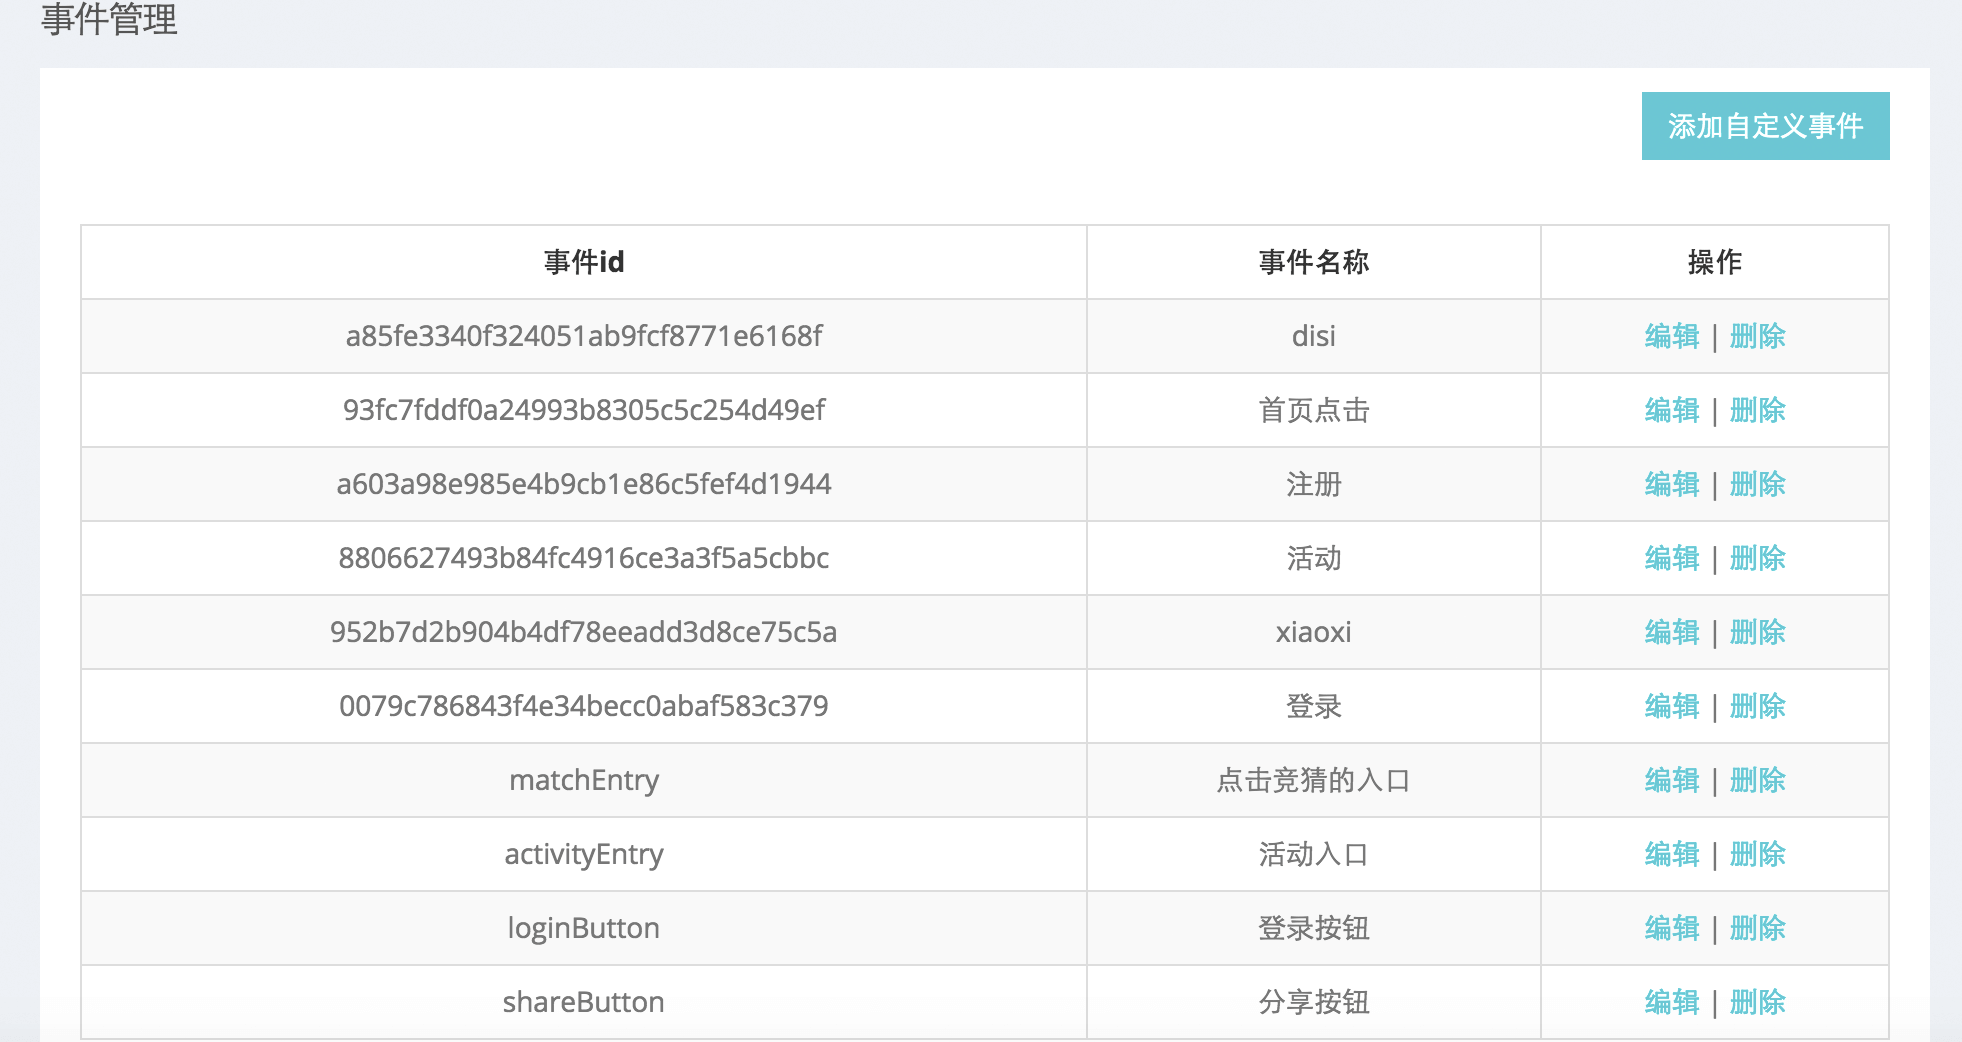 事件管理
添加自定义事件
事件id 事件名称 操作
a85fe3340f324051ab9fcf8771e6168f disi 编辑 | 删除
93fc7fddf0a24993b8305c5c254d49ef 首页点击 编辑 | 删除
a603a98e985e4b9cb1e86c5fef4d1944 注册 编辑 | 删除
8806627493b84fc4916ce3a3f5a5cbbc 活动 编辑 | 删除
952b7d2b904b4df78eeadd3d8ce75c5a xiaoxi 编辑 | 删除
0079c786843f4e34becc0abaf583c379 登录 编辑 | 删除
matchEntry 点击竞猜的入口 编辑 | 删除
activityEntry 活动入口 编辑 | 删除
loginButton 登录按钮 编辑 | 删除
shareButton 分享按钮 编辑 | 删除